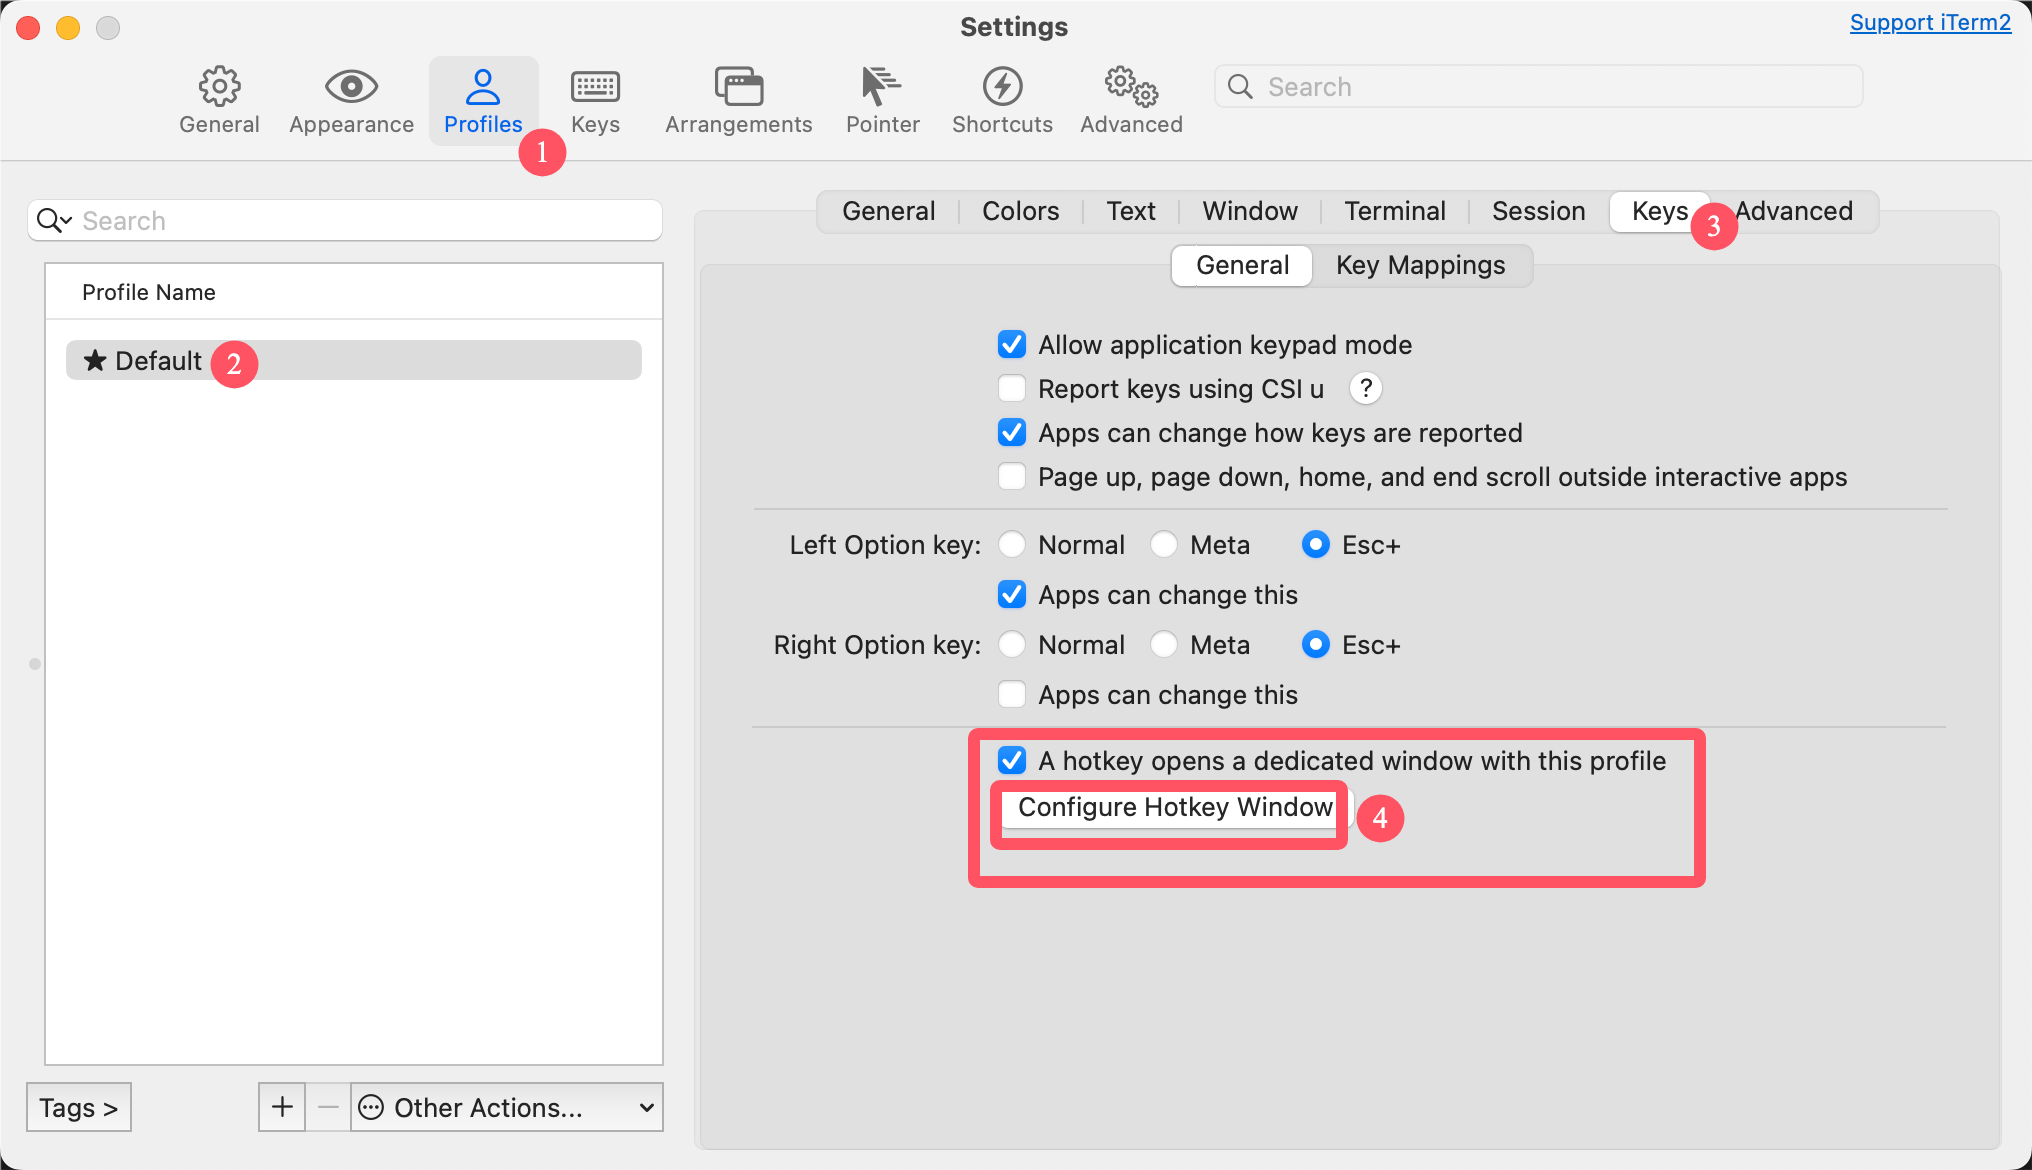 Settings
Support iTerm2
General
Appearance
Profiles
Keys
Arrangements
Pointer
Shortcuts
Advanced
Search
1
Search
Profile Name
★ Default
2
General
Colors
Text
Window
Terminal
Session
Keys
3
Advanced
General
Key Mappings
Allow application keypad mode
Report keys using CSI u ?
Apps can change how keys are reported
Page up, page down, home, and end scroll outside interactive apps
Left Option key: Normal Meta Esc+
Apps can change this
Right Option key: Normal Meta Esc+
Apps can change this
A hotkey opens a dedicated window with this profile
Configure Hotkey Window
4
Tags >
+ − Other Actions...